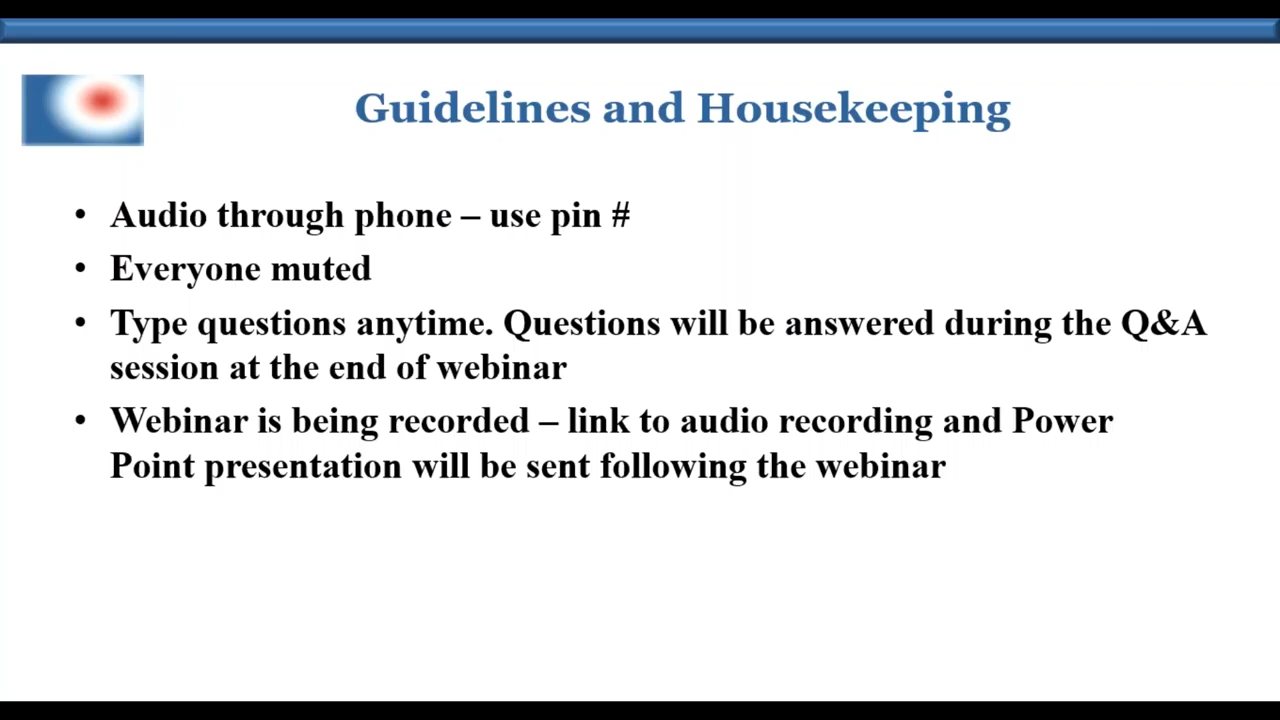 Guidelines and Housekeeping
• Audio through phone – use pin #
• Everyone muted
• Type questions anytime. Questions will be answered during the Q&A
session at the end of webinar
• Webinar is being recorded – link to audio recording and Power
Point presentation will be sent following the webinar